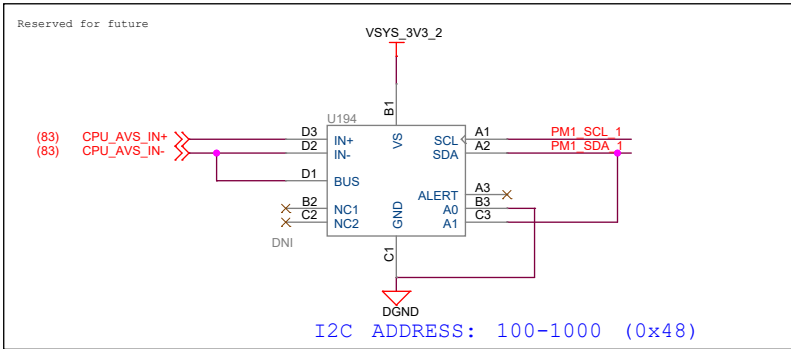 Reserved for future
VSYS_3V3_2
U194
B1
VS
(83) CPU_AVS_IN+ D3 IN+ SCL A1 PM1_SCL_1
(83) CPU_AVS_IN- D2 IN- SDA A2 PM1_SDA_1
D1 BUS
ALERT A3
B2 NC1 A0 B3
C2 NC2 A1 C3
GND
DNI
C1
DGND
I2C ADDRESS: 100-1000 (0x48)